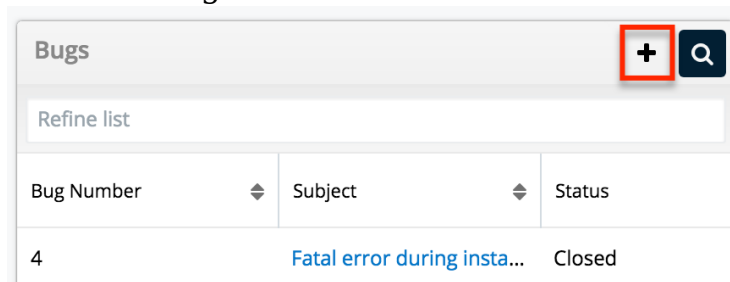 Bugs
Refine list
Bug Number Subject Status
4 Fatal error during insta... Closed